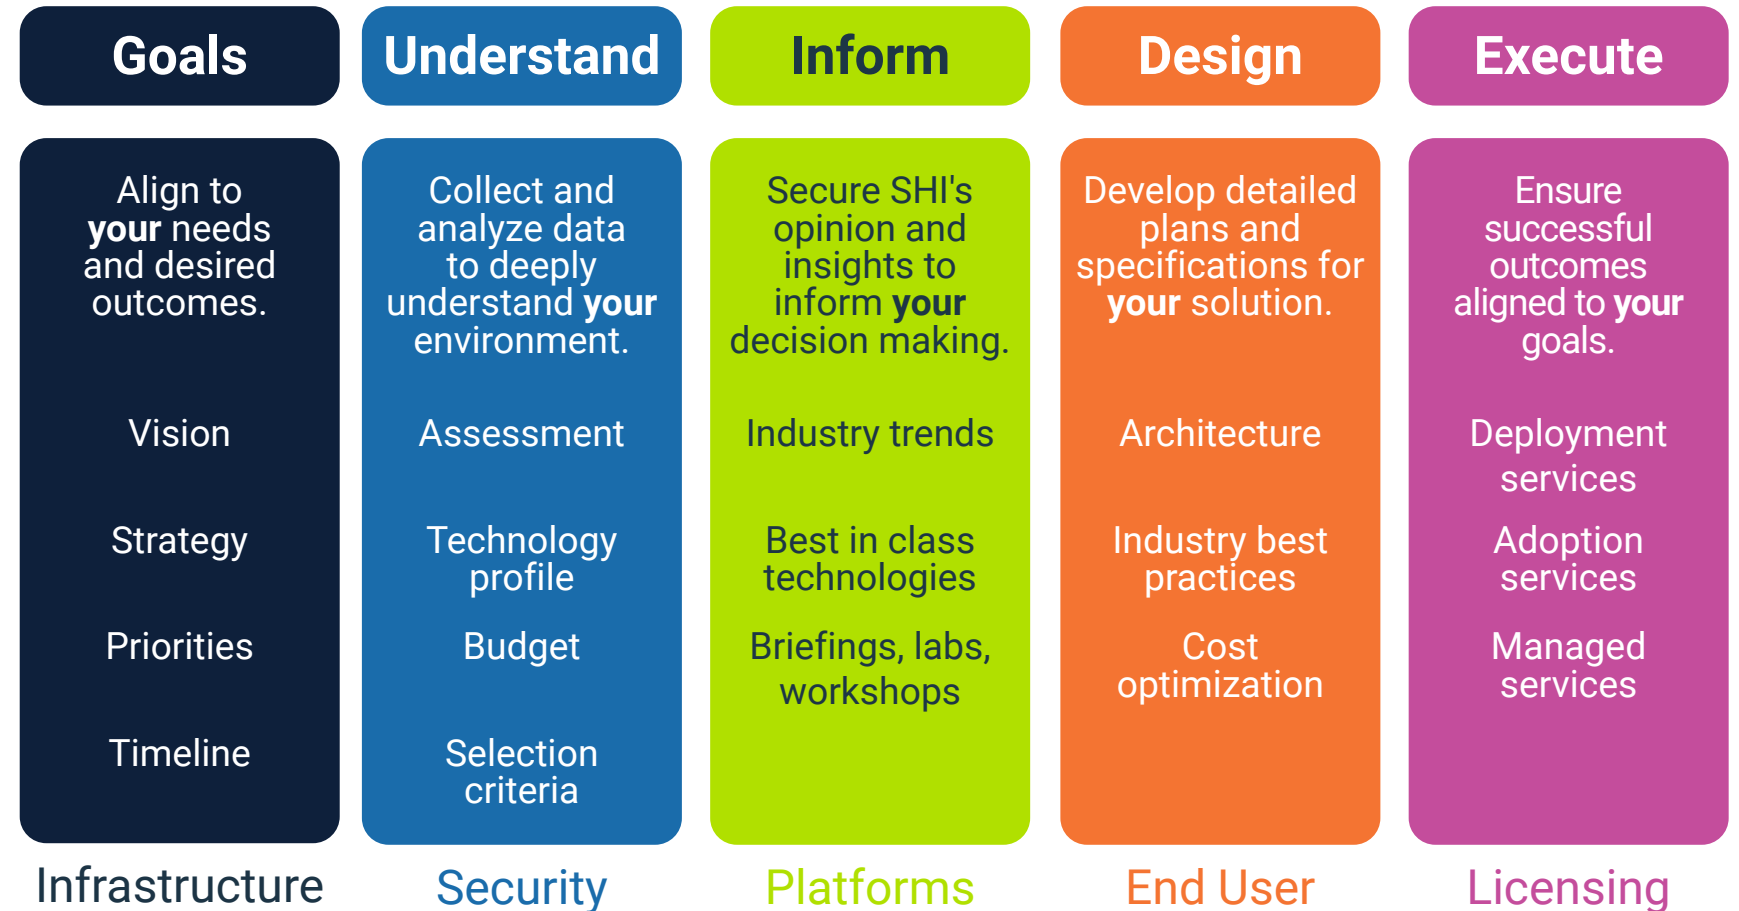 Goals
Understand
Inform
Design
Execute
Align to
your needs
and desired
outcomes.
Vision
Strategy
Priorities
Timeline
Collect and
analyze data
to deeply
understand your
environment.
Assessment
Technology
profile
Budget
Selection
criteria
Secure SHI's
opinion and
insights to
inform your
decision making.
Industry trends
Best in class
technologies
Briefings, labs,
workshops
Develop detailed
plans and
specifications for
your solution.
Architecture
Industry best
practices
Cost
optimization
Ensure
successful
outcomes
aligned to your
goals.
Deployment
services
Adoption
services
Managed
services
Infrastructure
Security
Platforms
End User
Licensing